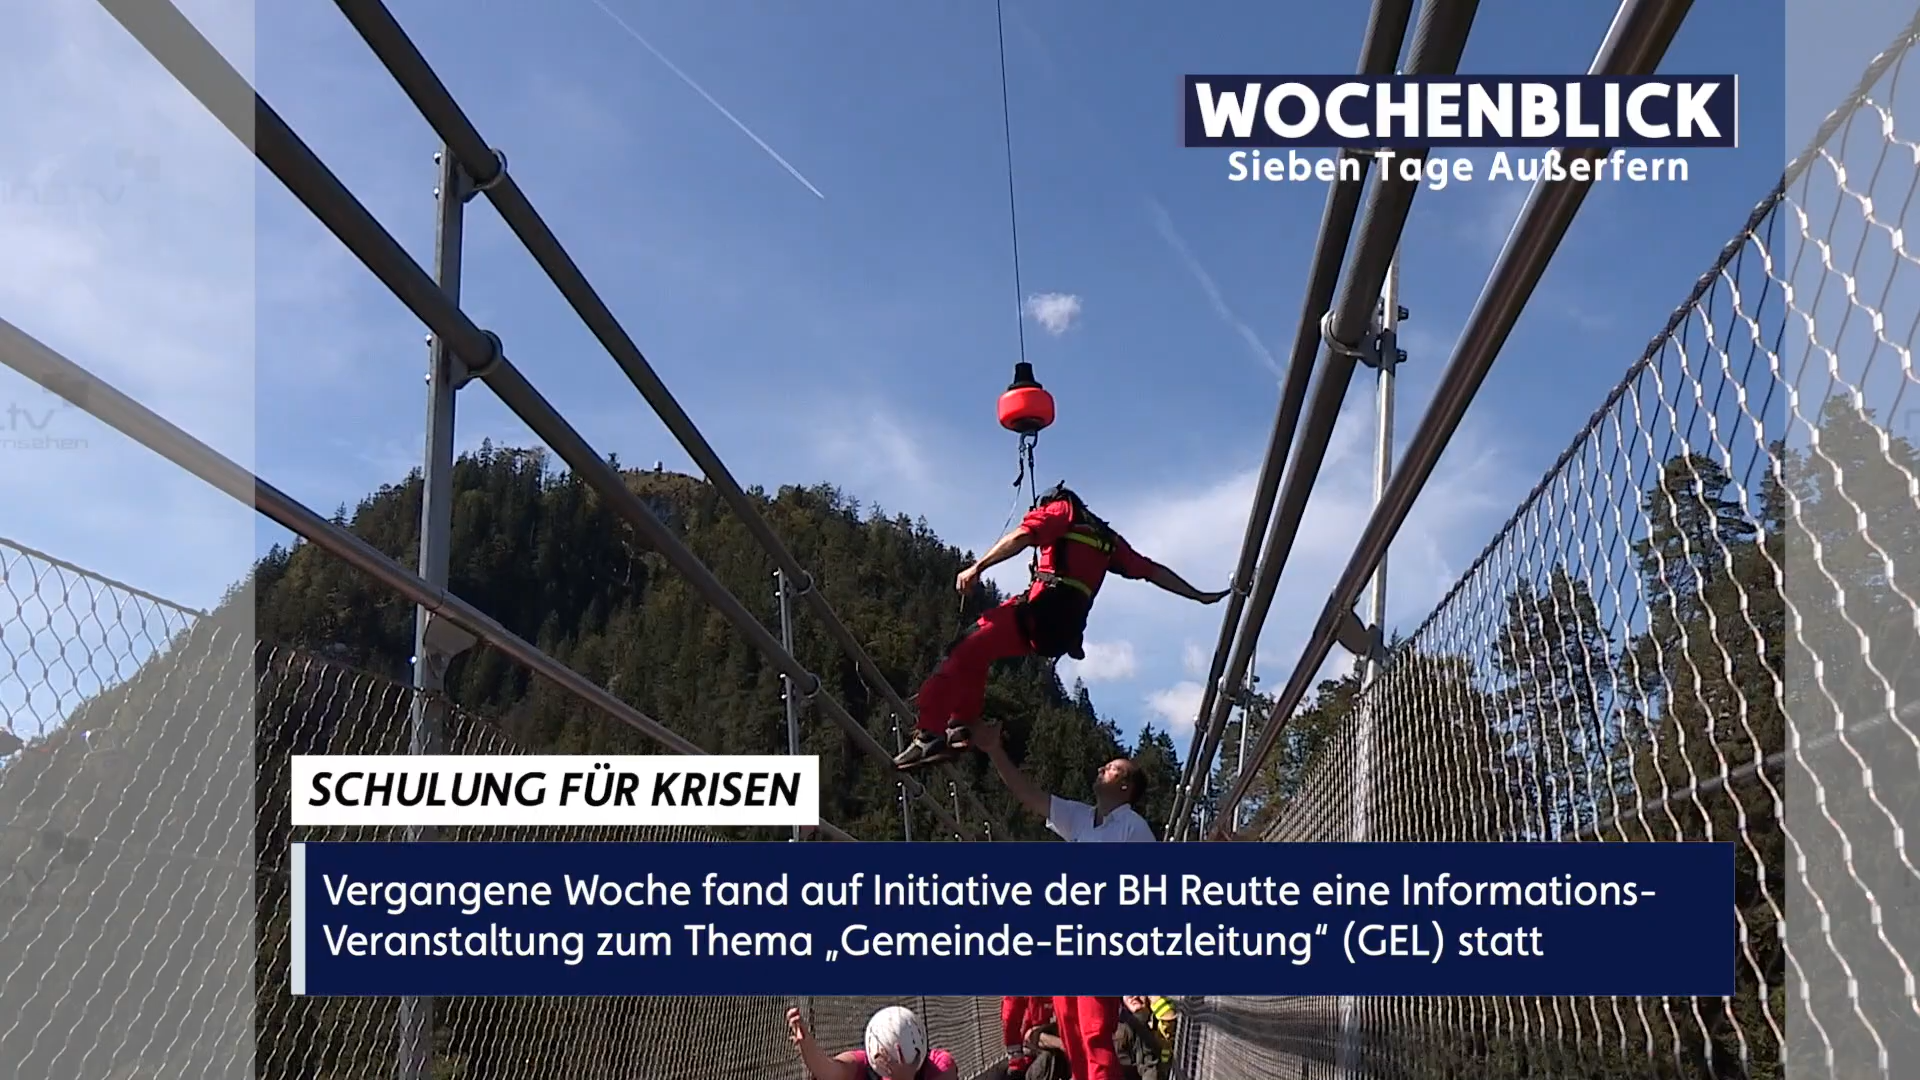 WOCHENBLICK
Sieben Tage Außerfern
SCHULUNG FÜR KRISEN
Vergangene Woche fand auf Initiative der BH Reutte eine Informations-
Veranstaltung zum Thema „Gemeinde-Einsatzleitung“ (GEL) statt